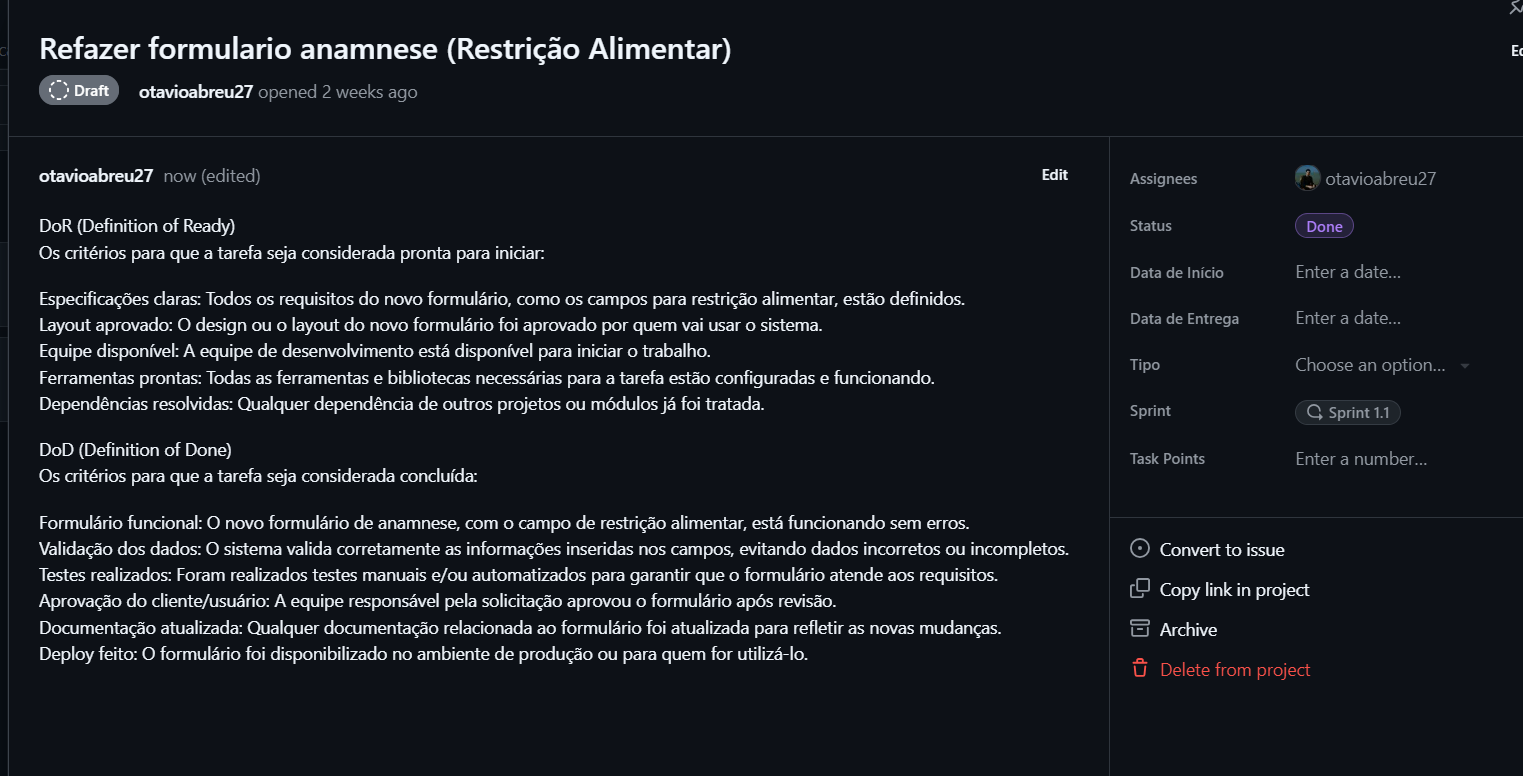 Refazer formulario anamnese (Restrição Alimentar)
Draft
otavioabreu27 opened 2 weeks ago
otavioabreu27 now (edited)
Edit
DoR (Definition of Ready)
Os critérios para que a tarefa seja considerada pronta para iniciar:
Especificações claras: Todos os requisitos do novo formulário, como os campos para restrição alimentar, estão definidos.
Layout aprovado: O design ou o layout do novo formulário foi aprovado por quem vai usar o sistema.
Equipe disponível: A equipe de desenvolvimento está disponível para iniciar o trabalho.
Ferramentas prontas: Todas as ferramentas e bibliotecas necessárias para a tarefa estão configuradas e funcionando.
Dependências resolvidas: Qualquer dependência de outros projetos ou módulos já foi tratada.
DoD (Definition of Done)
Os critérios para que a tarefa seja considerada concluída:
Formulário funcional: O novo formulário de anamnese, com o campo de restrição alimentar, está funcionando sem erros.
Validação dos dados: O sistema valida corretamente as informações inseridas nos campos, evitando dados incorretos ou incompletos.
Testes realizados: Foram realizados testes manuais e/ou automatizados para garantir que o formulário atende aos requisitos.
Aprovação do cliente/usuário: A equipe responsável pela solicitação aprovou o formulário após revisão.
Documentação atualizada: Qualquer documentação relacionada ao formulário foi atualizada para refletir as novas mudanças.
Deploy feito: O formulário foi disponibilizado no ambiente de produção ou para quem for utilizá-lo.
Assignees otavioabreu27
Status Done
Data de Início Enter a date...
Data de Entrega Enter a date...
Tipo Choose an option...
Sprint Sprint 1.1
Task Points Enter a number...
Convert to issue
Copy link in project
Archive
Delete from project